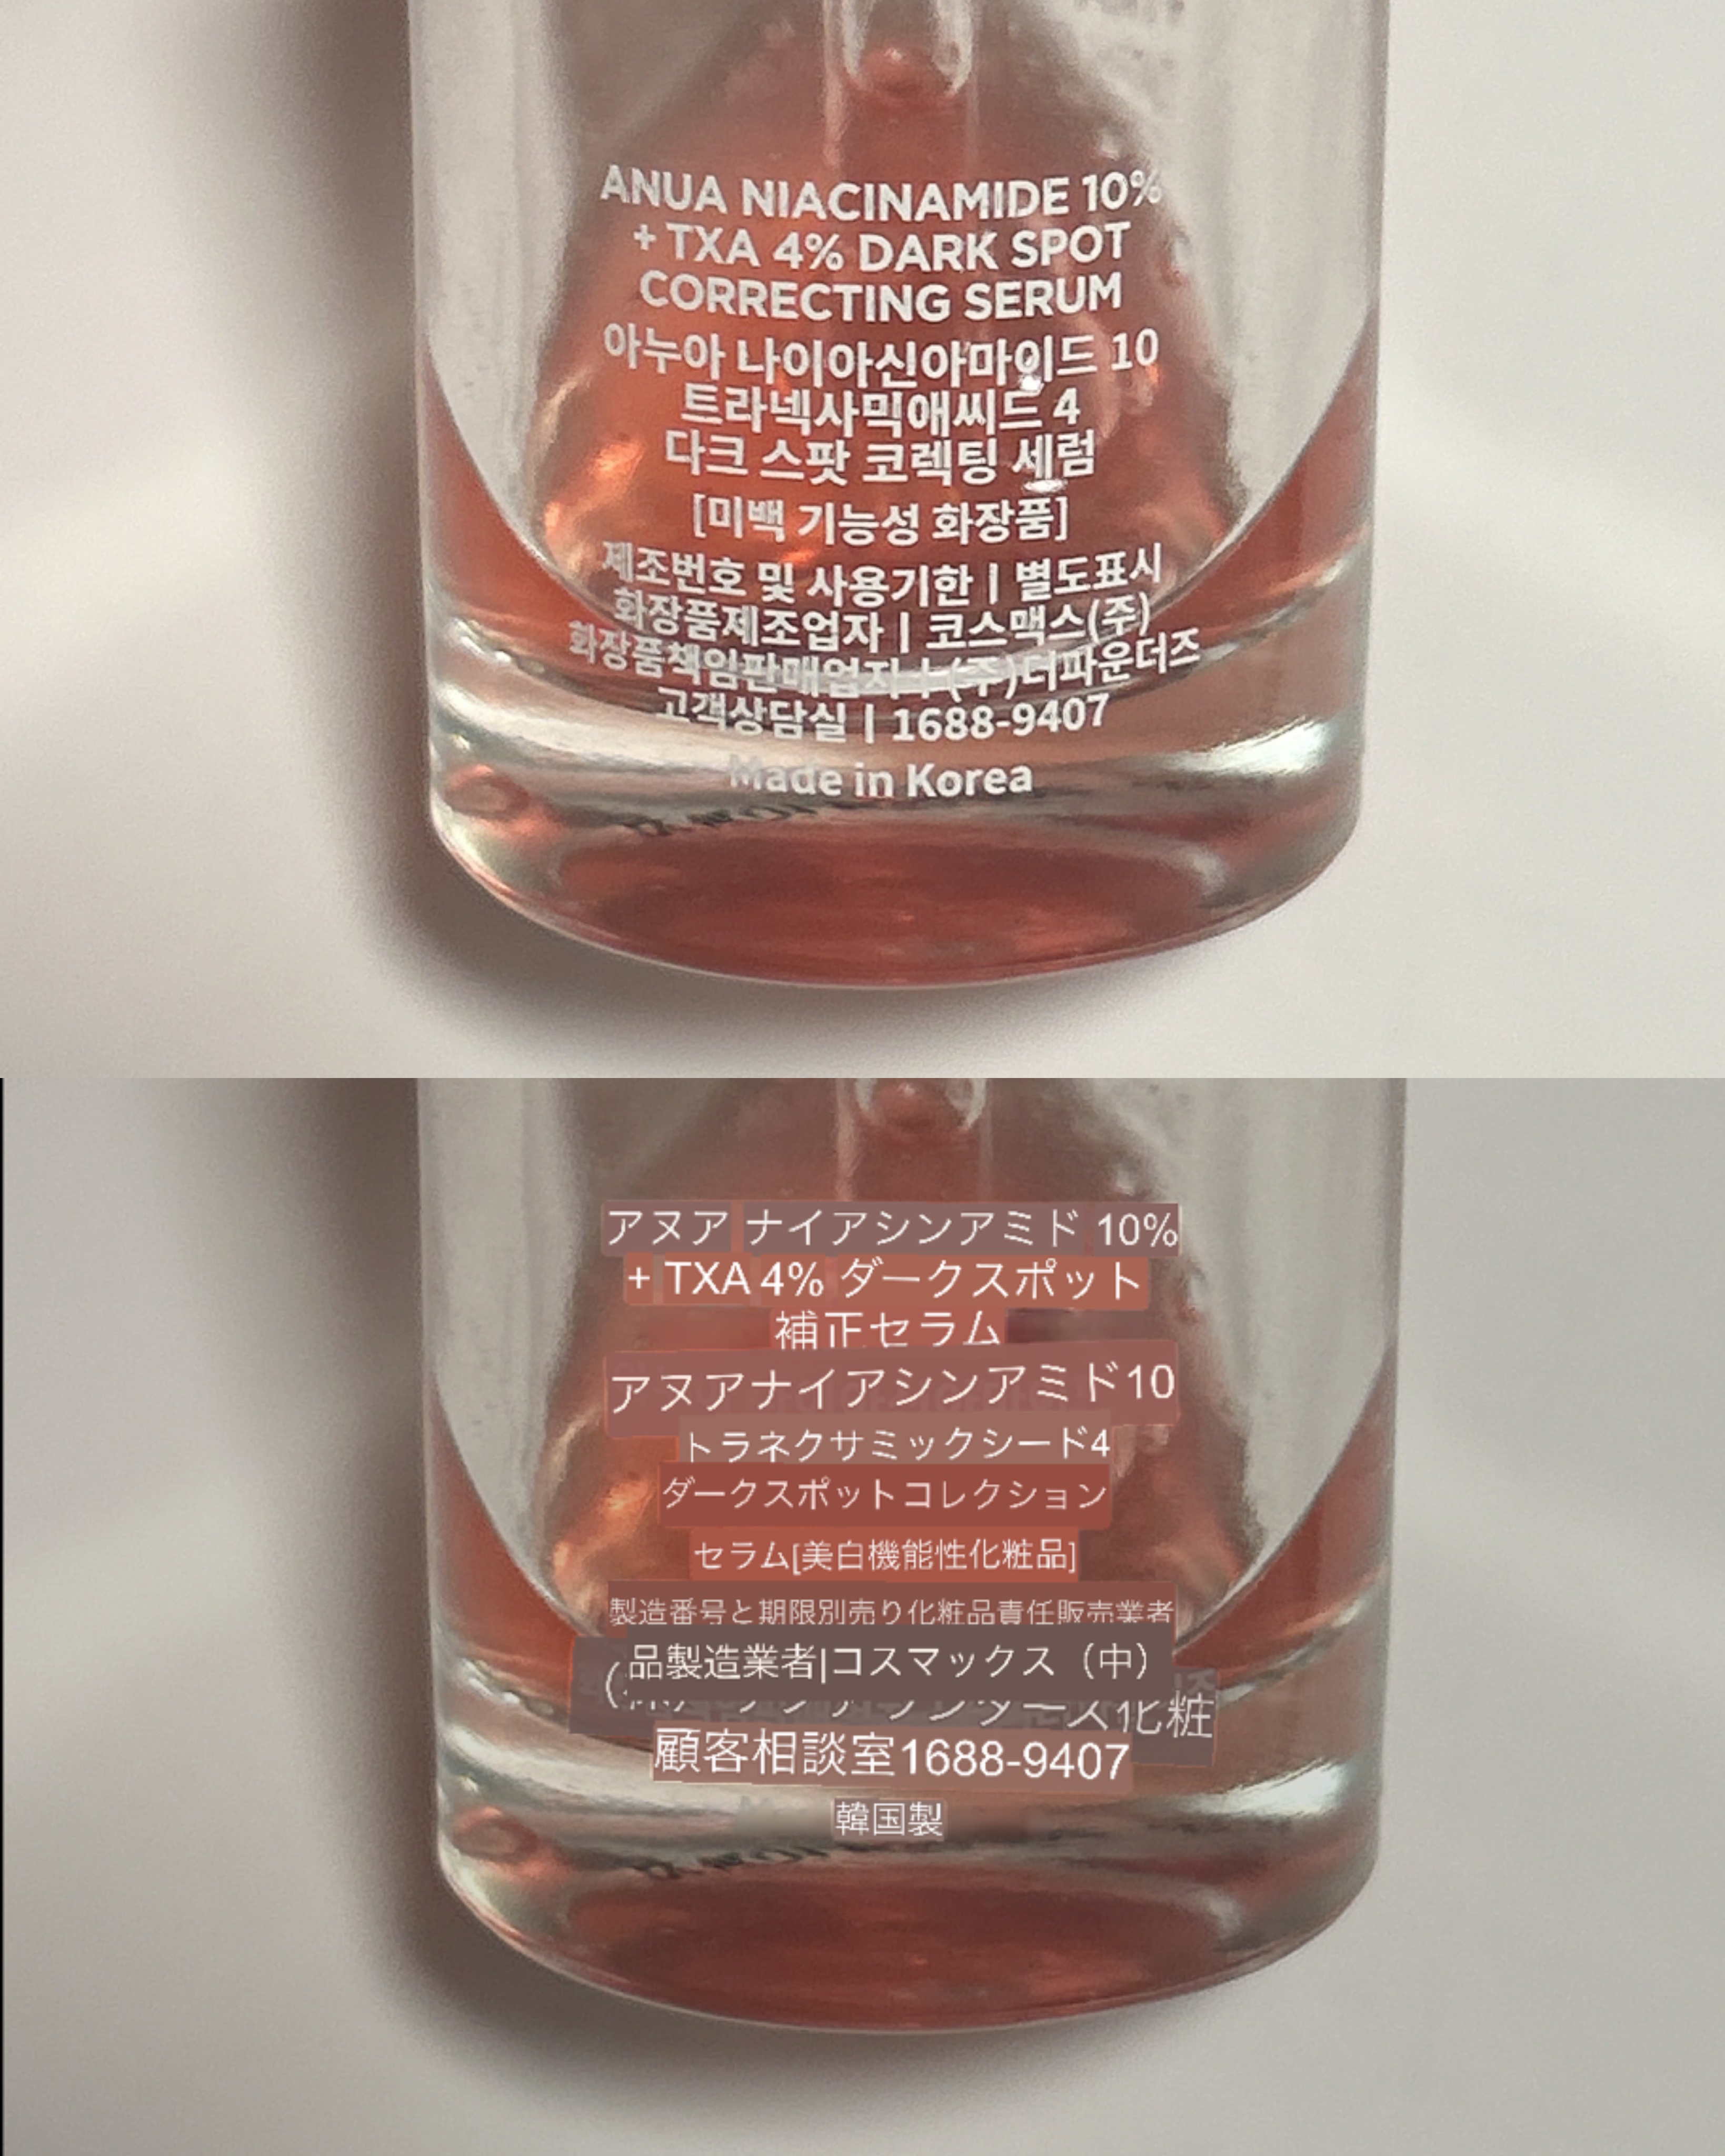 ANUA NIACINAMIDE 10%
+ TXA 4% DARK SPOT
CORRECTING SERUM
아누아 나이아신아마이드 10
트라넥사믹애씨드 4
다크 스팟 코렉팅 세럼
[미백 기능성 화장품]
제조번호 및 사용기한 | 별도표시
화장품제조업자 | 코스맥스(주)
화장품책임판매업자 | (주)더파운더즈
고객상담실 | 1688-9407
Made in Korea
アヌア ナイアシンアミド 10%
+ TXA 4% ダークスポット
補正セラム
アヌアナイアシンアミド10
トラネクサミックシード4
ダークスポットコレクション
セラム[美白機能性化粧品]
製造番号と期限別売り化粧品責任販売業者
品製造業者|コスマックス（中）
化粧
顧客相談室1688-9407
韓国製